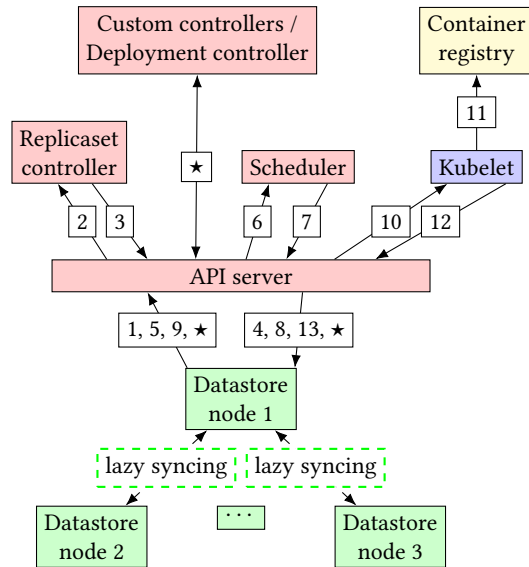 Custom controllers /
Deployment controller
Container
registry
11
Replicaset
controller
★
Scheduler
Kubelet
2
3
6
7
10
12
API server
1, 5, 9, ★
4, 8, 13, ★
Datastore
node 1
lazy syncing
lazy syncing
Datastore
node 2
...
Datastore
node 3